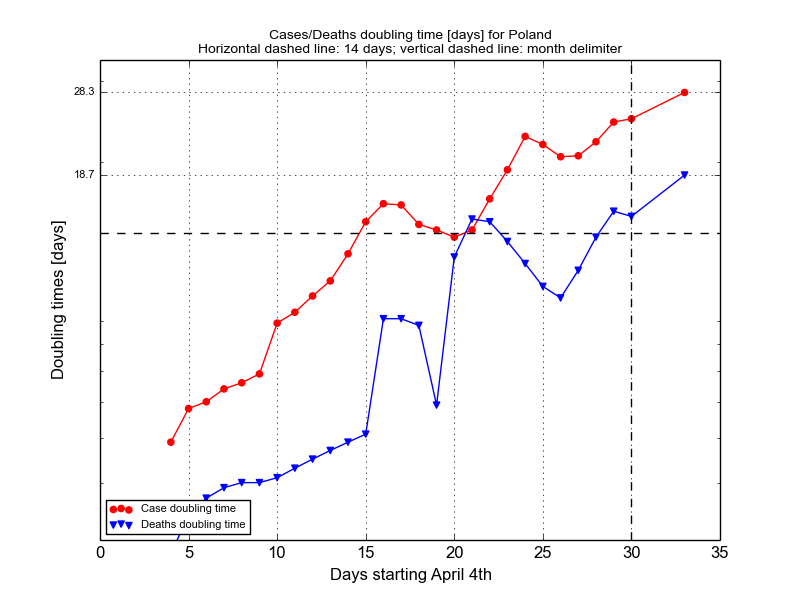 Cases/Deaths doubling time [days] for Poland
Horizontal dashed line: 14 days; vertical dashed line: month delimiter
28.3
18.7
Doubling times [days]
Case doubling time
Deaths doubling time
0 5 10 15 20 25 30 35
Days starting April 4th